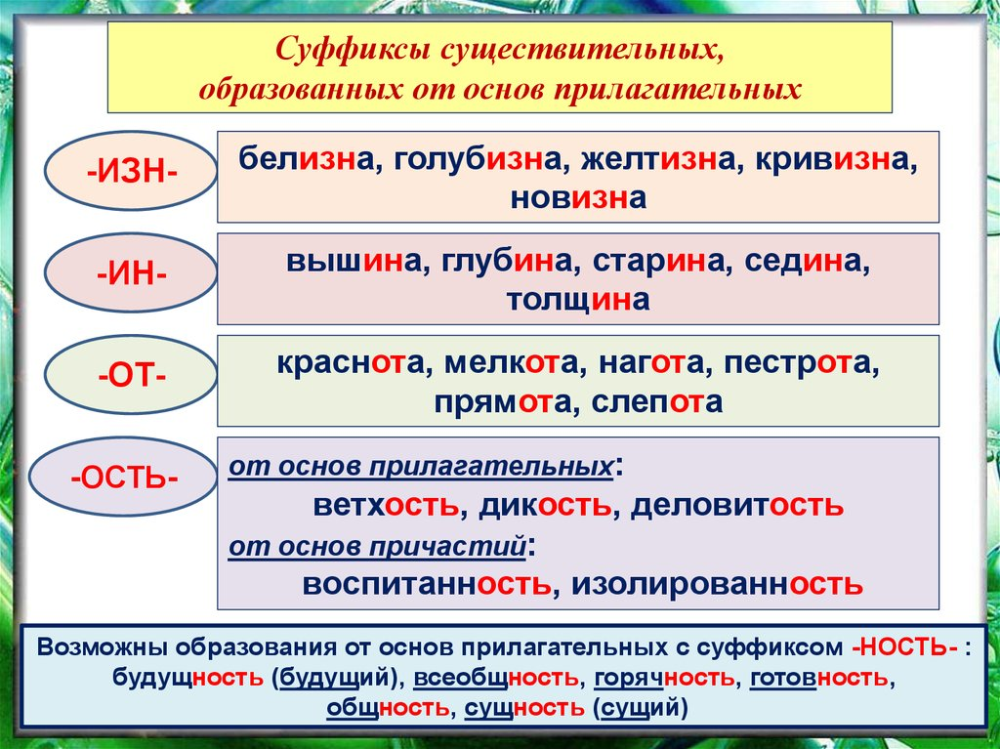 Суффиксы существительных,
образованных от основ прилагательных
-ИЗН-
белизна, голубизна, желтизна, кривизна,
новизна
-ИН-
вышина, глубина, старина, седина,
толщина
-ОТ-
краснота, мелкота, нагота, пестрота,
прямота, слепота
-ОСТЬ-
от основ прилагательных:
ветхость, дикость, деловитость
от основ причастий:
воспитанность, изолированность
Возможны образования от основ прилагательных с суффиксом -НОСТЬ- :
будущность (будущий), всеобщность, горячность, готовность,
общность, сущность (сущий)